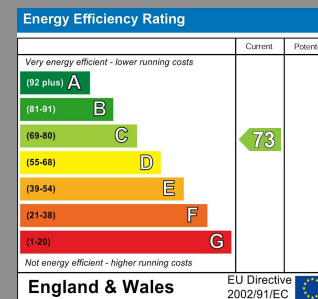 Energy Efficiency Rating
Current Potent
Very energy efficient - lower running costs
(92 plus) A
(81-91) B
(69-80) C 73
(55-68) D
(39-54) E
(21-38) F
(1-20) G
Not energy efficient - higher running costs
England & Wales
EU Directive
2002/91/EC